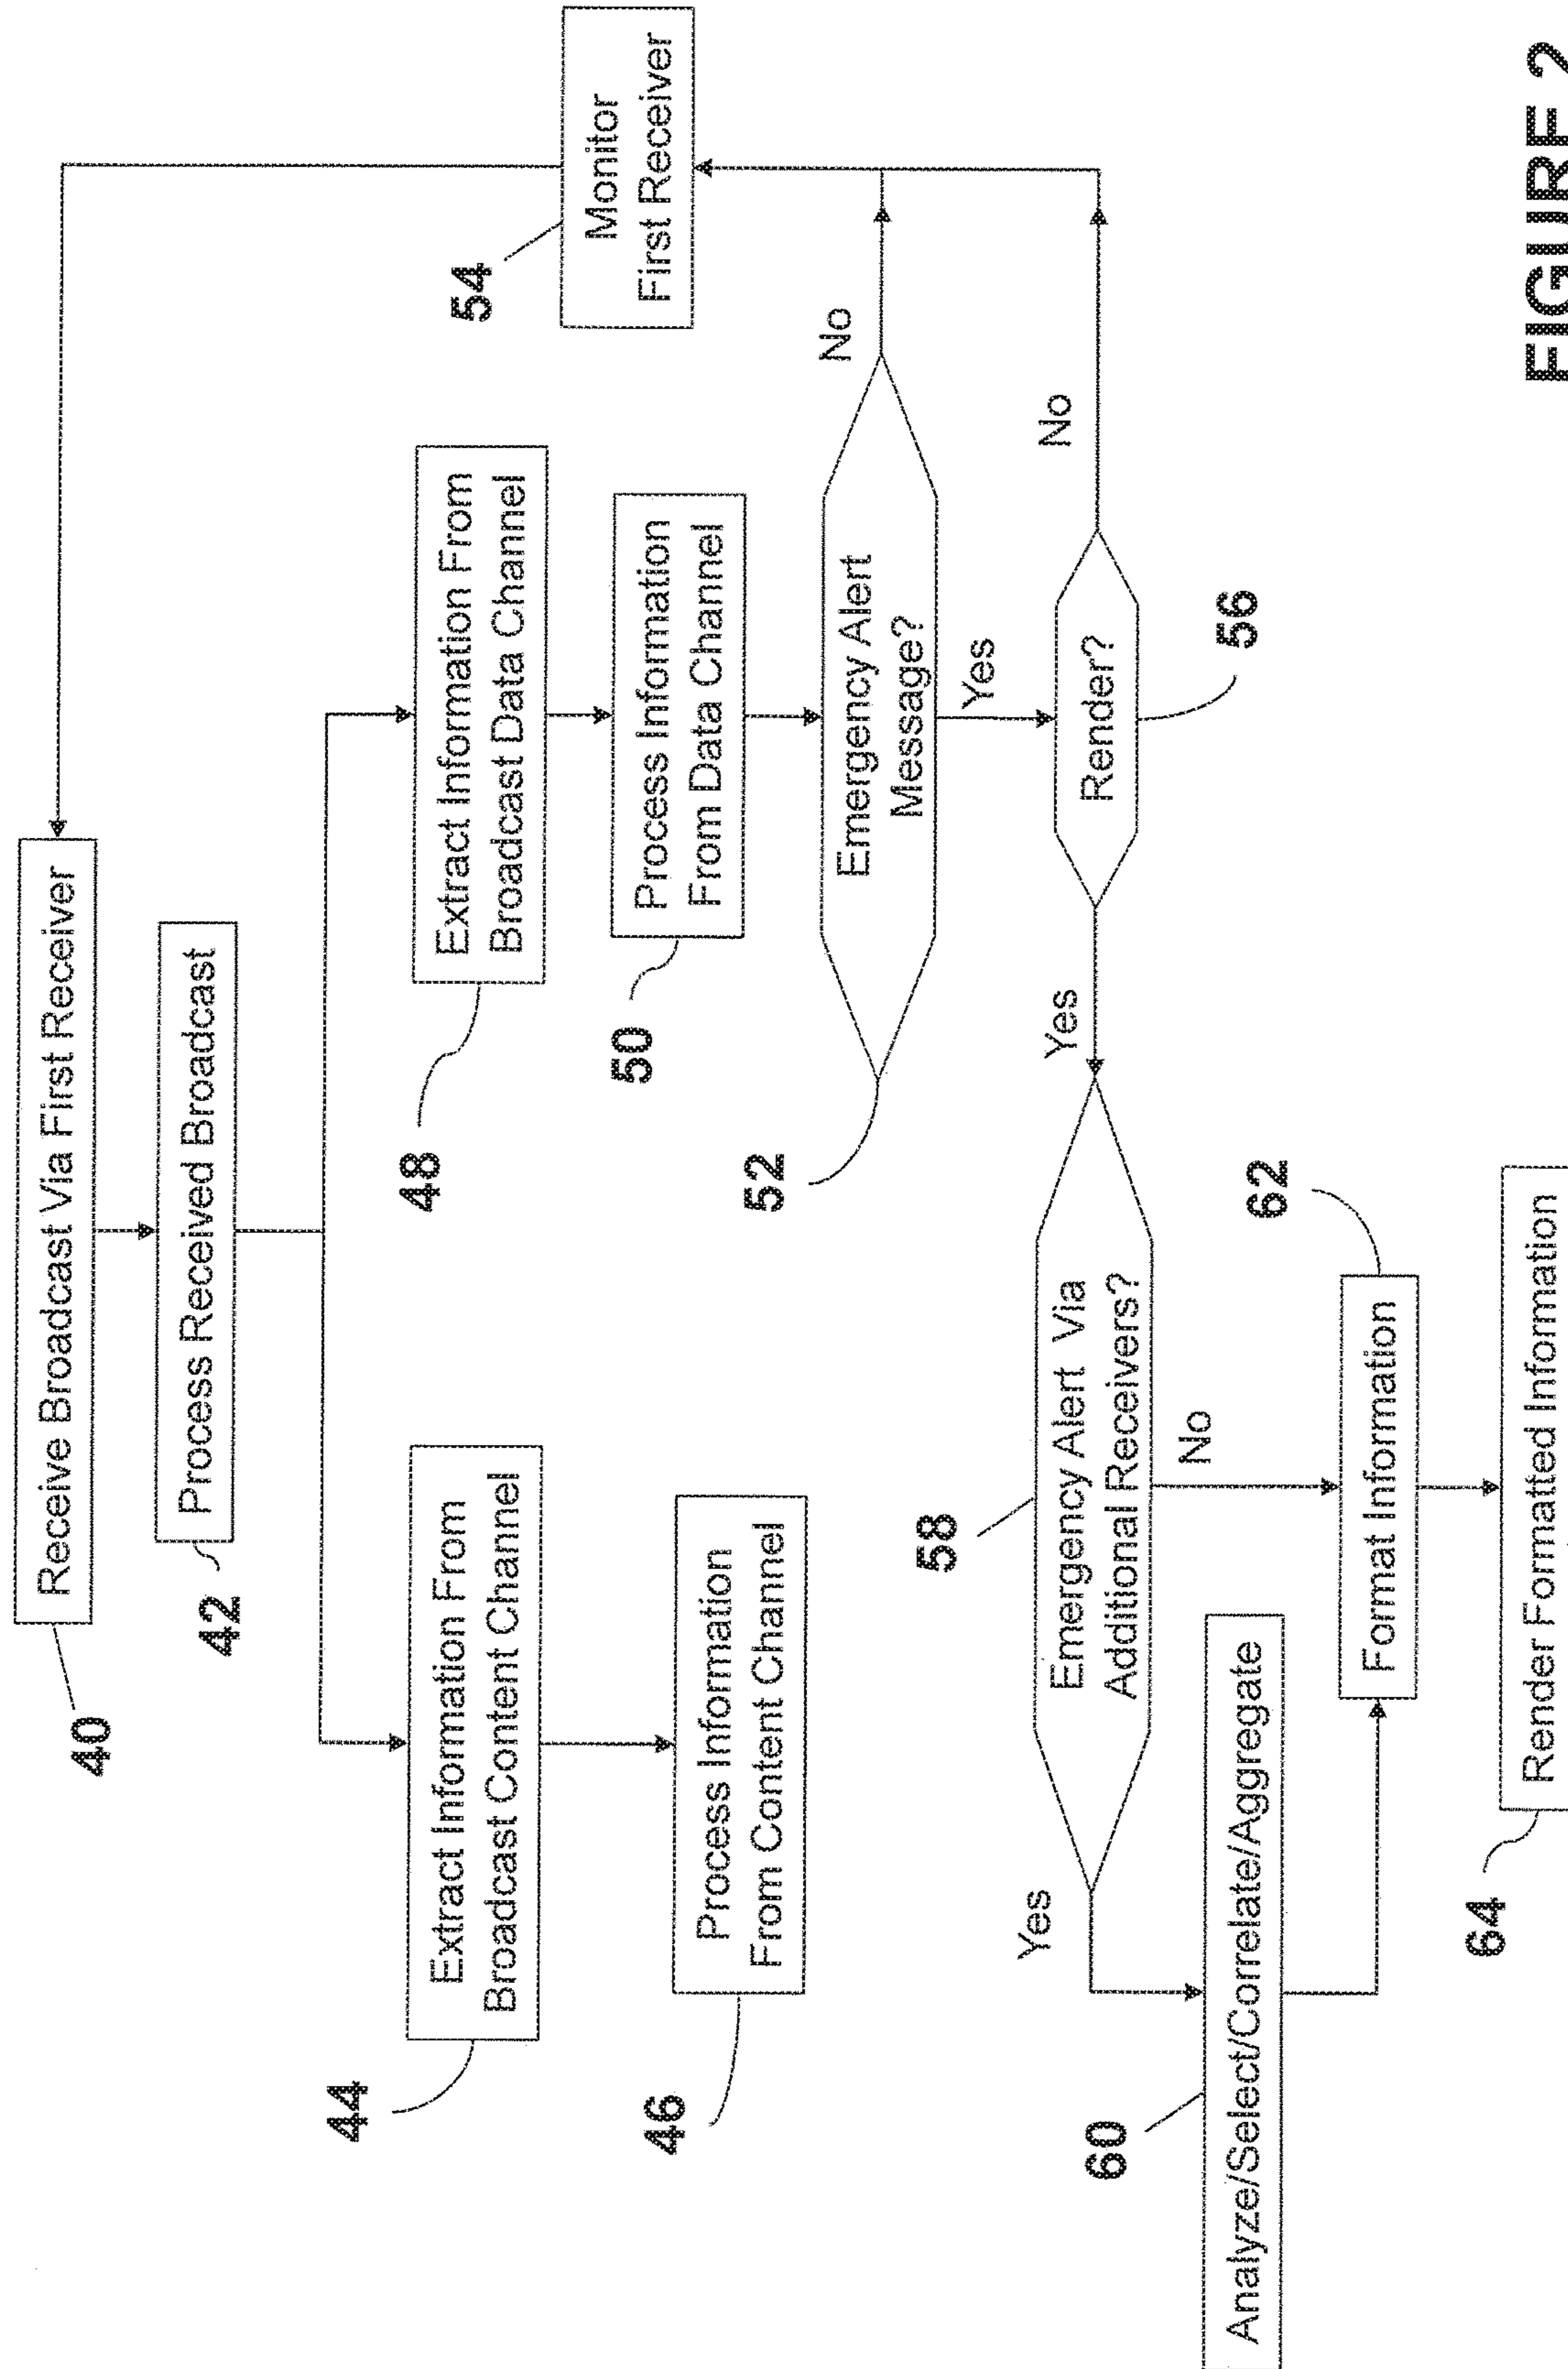 Receive Broadcast Via First Receiver
40
Process Received Broadcast
42
Extract Information From
Broadcast Content Channel
44
Process Information
From Content Channel
46
Extract Information From
Broadcast Data Channel
48
Process Information
From Data Channel
50
Emergency Alert
Message?
52
No
Yes
Monitor
First Receiver
54
Render?
56
No
Yes
Emergency Alert Via
Additional Receivers?
58
Yes
No
Analyze/Select/Correlate/Aggregate
60
Format Information
62
Render Formatted Information
64
FIGURE 2